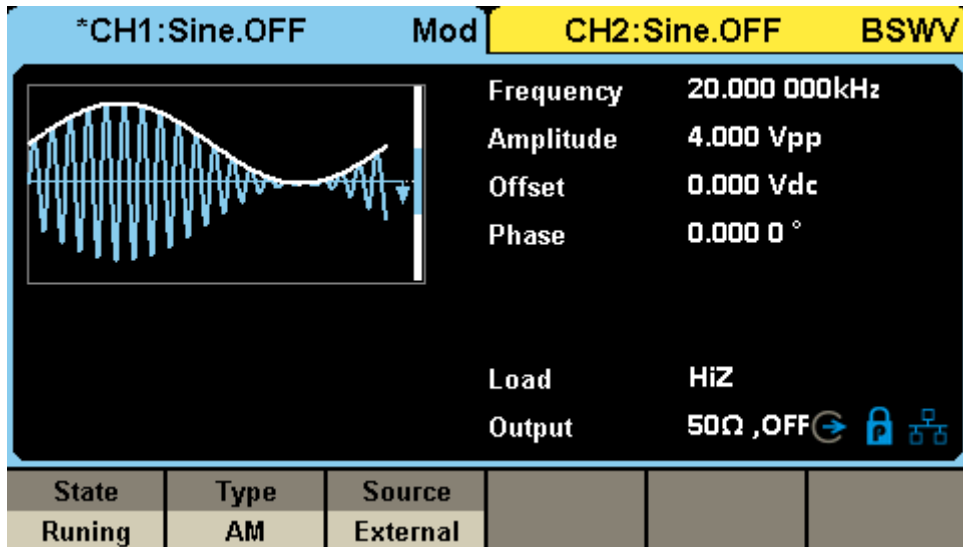 *CH1:Sine.OFF Mod CH2:Sine.OFF BSWV
Frequency 20.000 000kHz
Amplitude 4.000 Vpp
Offset 0.000 Vdc
Phase 0.000 0 °
Load HiZ
Output 50Ω ,OFF P
State Type Source
Runing AM External